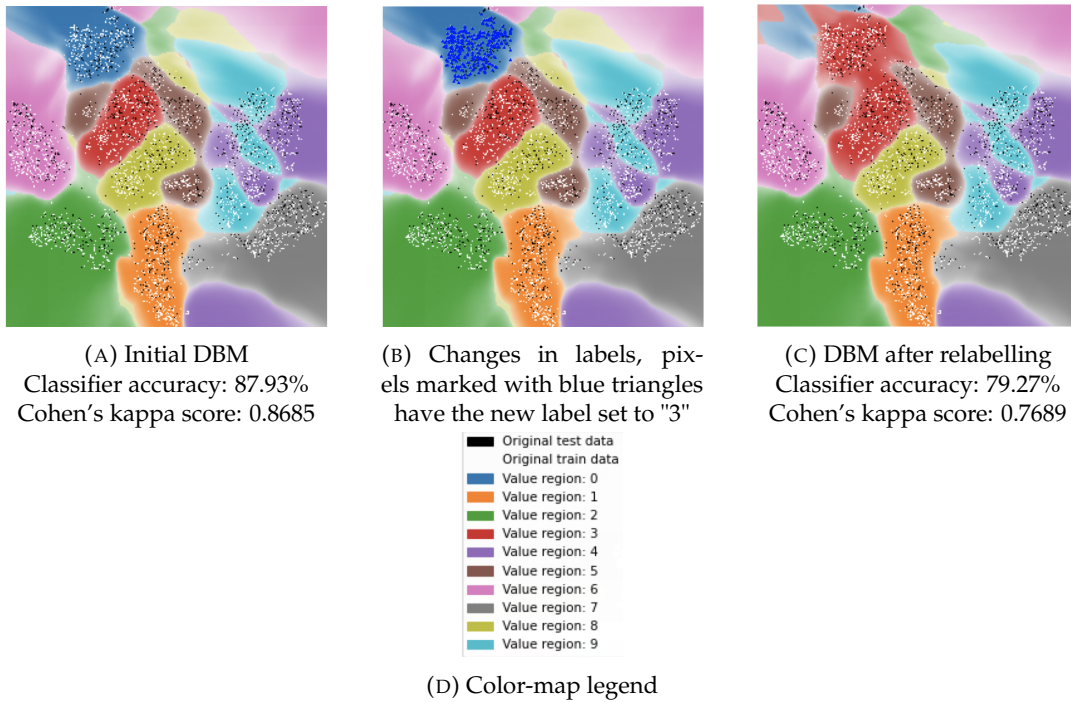 (A) Initial DBM
Classifier accuracy: 87.93%
Cohen's kappa score: 0.8685
(B) Changes in labels, pix-
els marked with blue triangles
have the new label set to "3"
(C) DBM after relabelling
Classifier accuracy: 79.27%
Cohen's kappa score: 0.7689
Original test data
Original train data
Value region: 0
Value region: 1
Value region: 2
Value region: 3
Value region: 4
Value region: 5
Value region: 6
Value region: 7
Value region: 8
Value region: 9
(D) Color-map legend